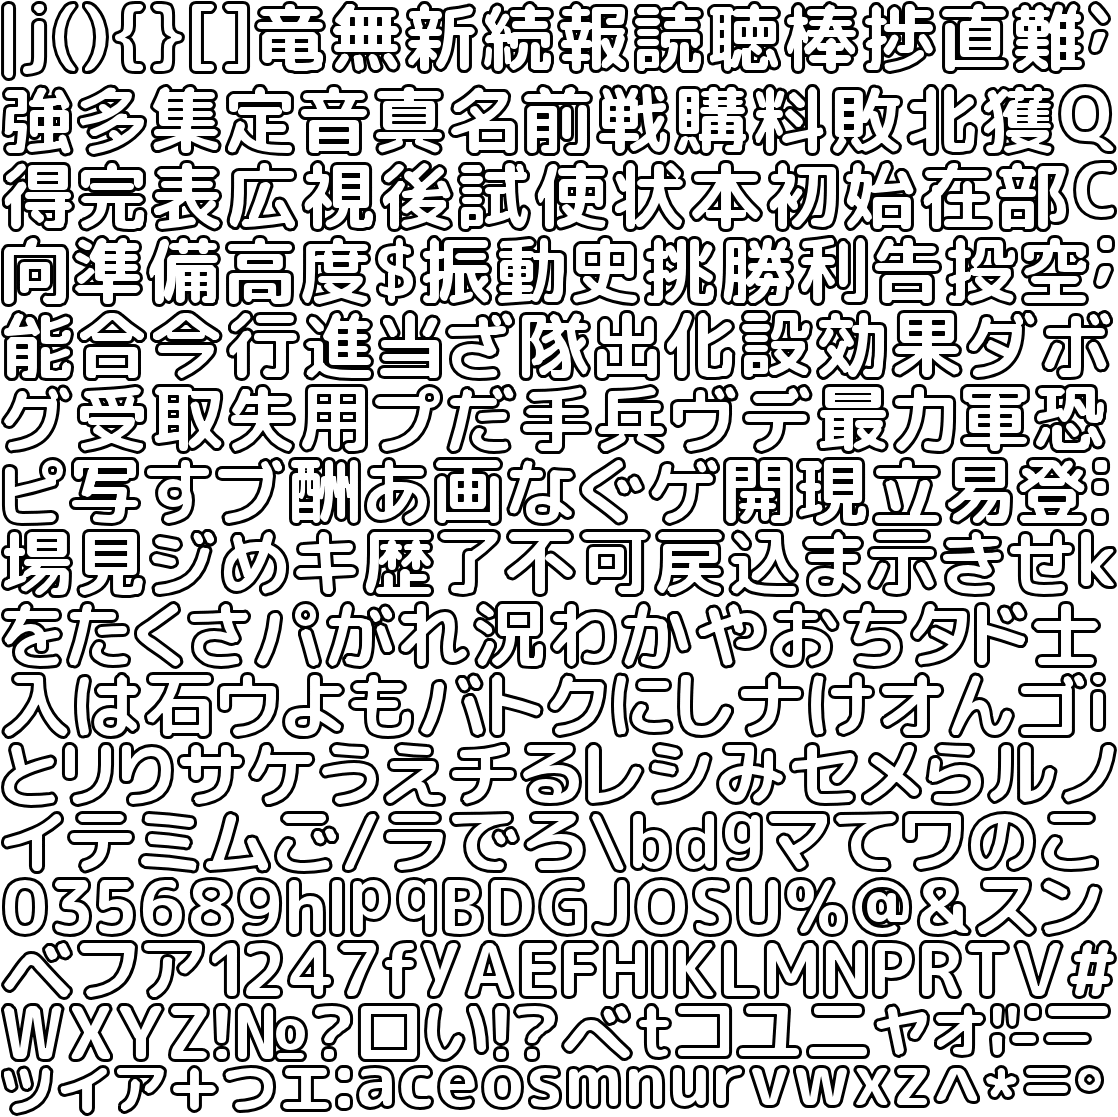 |j(){}[]竜無新続報読聴棒捗直難
強多集定音真名前戦購料敗北獲Q
得完表広視後試使状本初始在部C
向準備高度$振動史挑勝利告投空;
能合今行進当ざ隊出化設効果ダボ
グ受取失用プだ手兵ヴデ最力軍恐
ピ写すブ酬あ画なぐゲ開現立易登:
場見ジめキ歴了不可戻込ま示きせk
をたくさパがれ況わかやおちタド士
入は石ウよもバトクにしナけオんゴi
とリりサケうえチるレシみセメらルノ
イテミムご/ラでろ\bdgマてワのこ
035689hlpqBDGJOSU%@&スン
べフア1247fyAEFHIKLMNPRTV#
WXYZ!№?ロい!?べtコユニャォ"
ツィァ+っエ:aceosmnurvwxzへ*=°